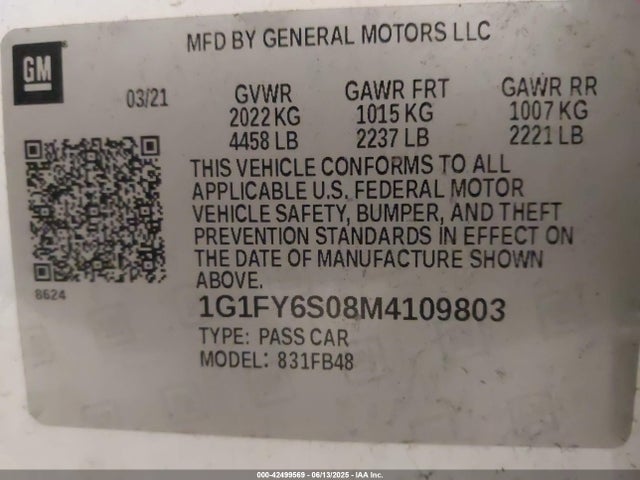 MFD BY GENERAL MOTORS LLC
GM
03/21
GVWR GAWR FRT GAWR RR
2022 KG 1015 KG 1007 KG
4458 LB 2237 LB 2221 LB
THIS VEHICLE CONFORMS TO ALL
APPLICABLE U.S. FEDERAL MOTOR
VEHICLE SAFETY, BUMPER, AND THEFT
PREVENTION STANDARDS IN EFFECT ON
THE DATE OF MANUFACTURE SHOWN
ABOVE.
8624
1G1FY6S08M4109803
TYPE: PASS CAR
MODEL: 831FB48
000-42499569 - 06/13/2025 - IAA Inc.